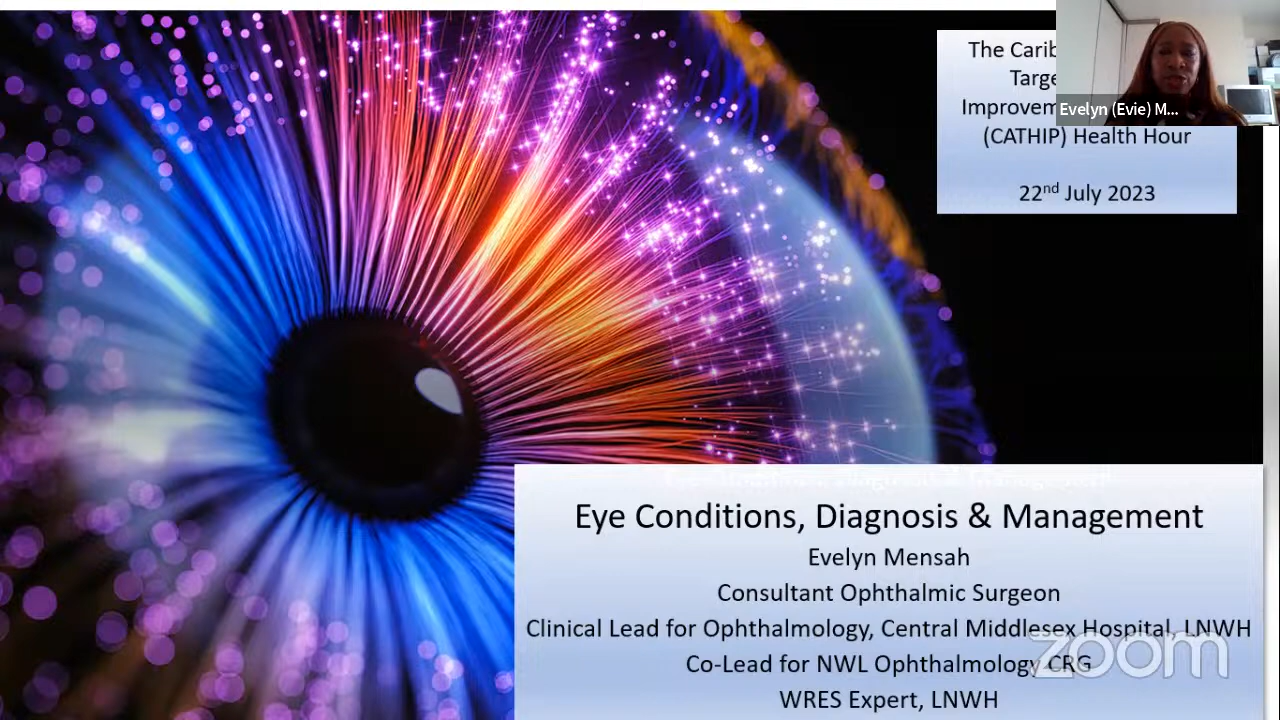 The Carib
Targe
Improvem
(CATHIP) Health Hour
22nd July 2023
Evelyn (Evie) M...
Eye Conditions, Diagnosis & Management
Evelyn Mensah
Consultant Ophthalmic Surgeon
Clinical Lead for Ophthalmology, Central Middlesex Hospital, LNWH
Co-Lead for NWL Ophthalmology CRG
WRES Expert, LNWH
zoom